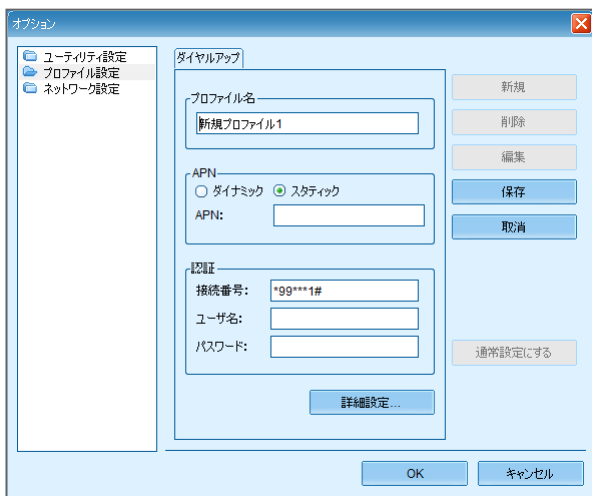 オプション
ユーティリティ設定
プロファイル設定
ネットワーク設定
ダイヤルアップ
プロファイル名
新規プロファイル1
APN
ダイナミック スタティック
APN:
認証
接続番号: *99***1#
ユーザ名:
パスワード:
詳細設定...
新規
削除
編集
保存
取消
通常設定にする
OK キャンセル